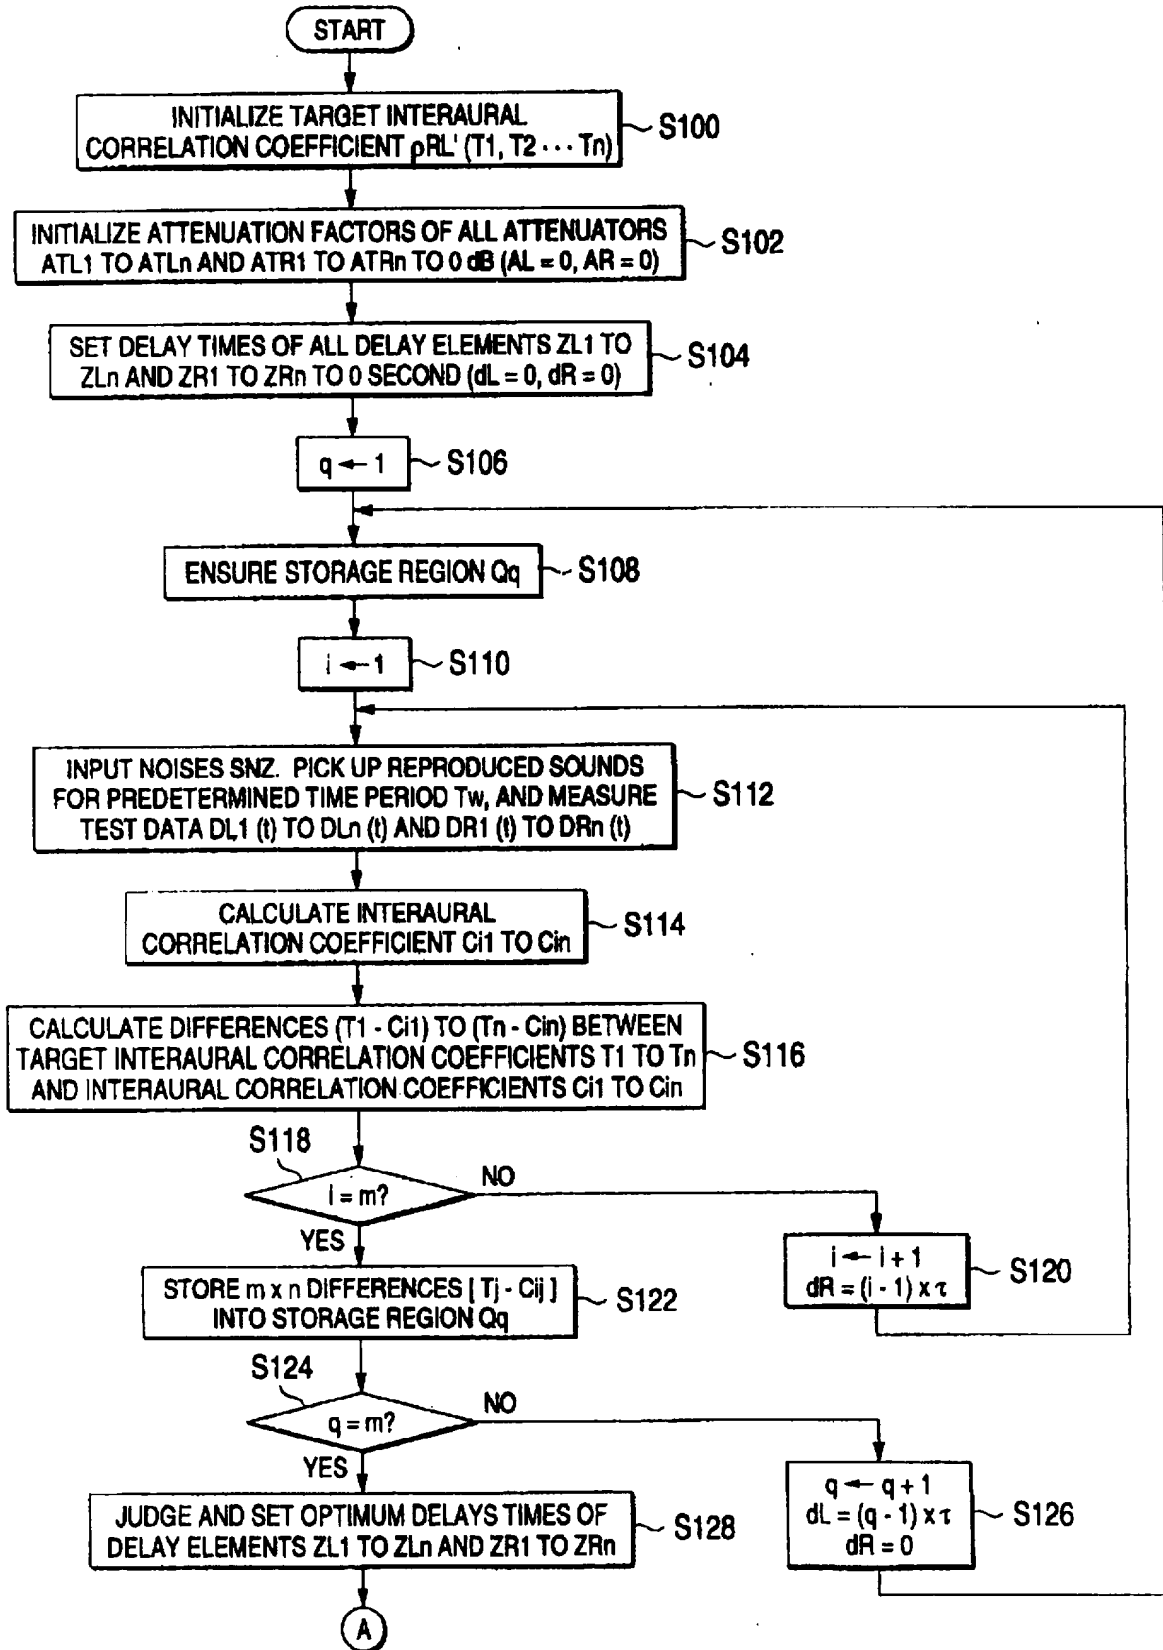 START
INITIALIZE TARGET INTERAURAL
CORRELATION COEFFICIENT ρRL' (T1, T2 ··· Tn)
S100
INITIALIZE ATTENUATION FACTORS OF ALL ATTENUATORS
ATL1 TO ATLn AND ATR1 TO ATRn TO 0 dB (AL = 0, AR = 0)
S102
SET DELAY TIMES OF ALL DELAY ELEMENTS ZL1 TO
ZLn AND ZR1 TO ZRn TO 0 SECOND (dL = 0, dR = 0)
S104
q ← 1
S106
ENSURE STORAGE REGION Qq
S108
i ← 1
S110
INPUT NOISES SNZ. PICK UP REPRODUCED SOUNDS
FOR PREDETERMINED TIME PERIOD Tw, AND MEASURE
TEST DATA DL1 (t) TO DLn (t) AND DR1 (t) TO DRn (t)
S112
CALCULATE INTERAURAL
CORRELATION COEFFICIENT Ci1 TO Cin
S114
CALCULATE DIFFERENCES (T1 - Ci1) TO (Tn - Cin) BETWEEN
TARGET INTERAURAL CORRELATION COEFFICIENTS T1 TO Tn
AND INTERAURAL CORRELATION COEFFICIENTS Ci1 TO Cin
S116
S118
i = m?
NO
YES
i ← i + 1
dR = (i - 1) x τ
S120
STORE m x n DIFFERENCES [ Tj - Cij ]
INTO STORAGE REGION Qq
S122
S124
q = m?
NO
YES
q ← q + 1
dL = (q - 1) x τ
dR = 0
S126
JUDGE AND SET OPTIMUM DELAYS TIMES OF
DELAY ELEMENTS ZL1 TO ZLn AND ZR1 TO ZRn
S128
A